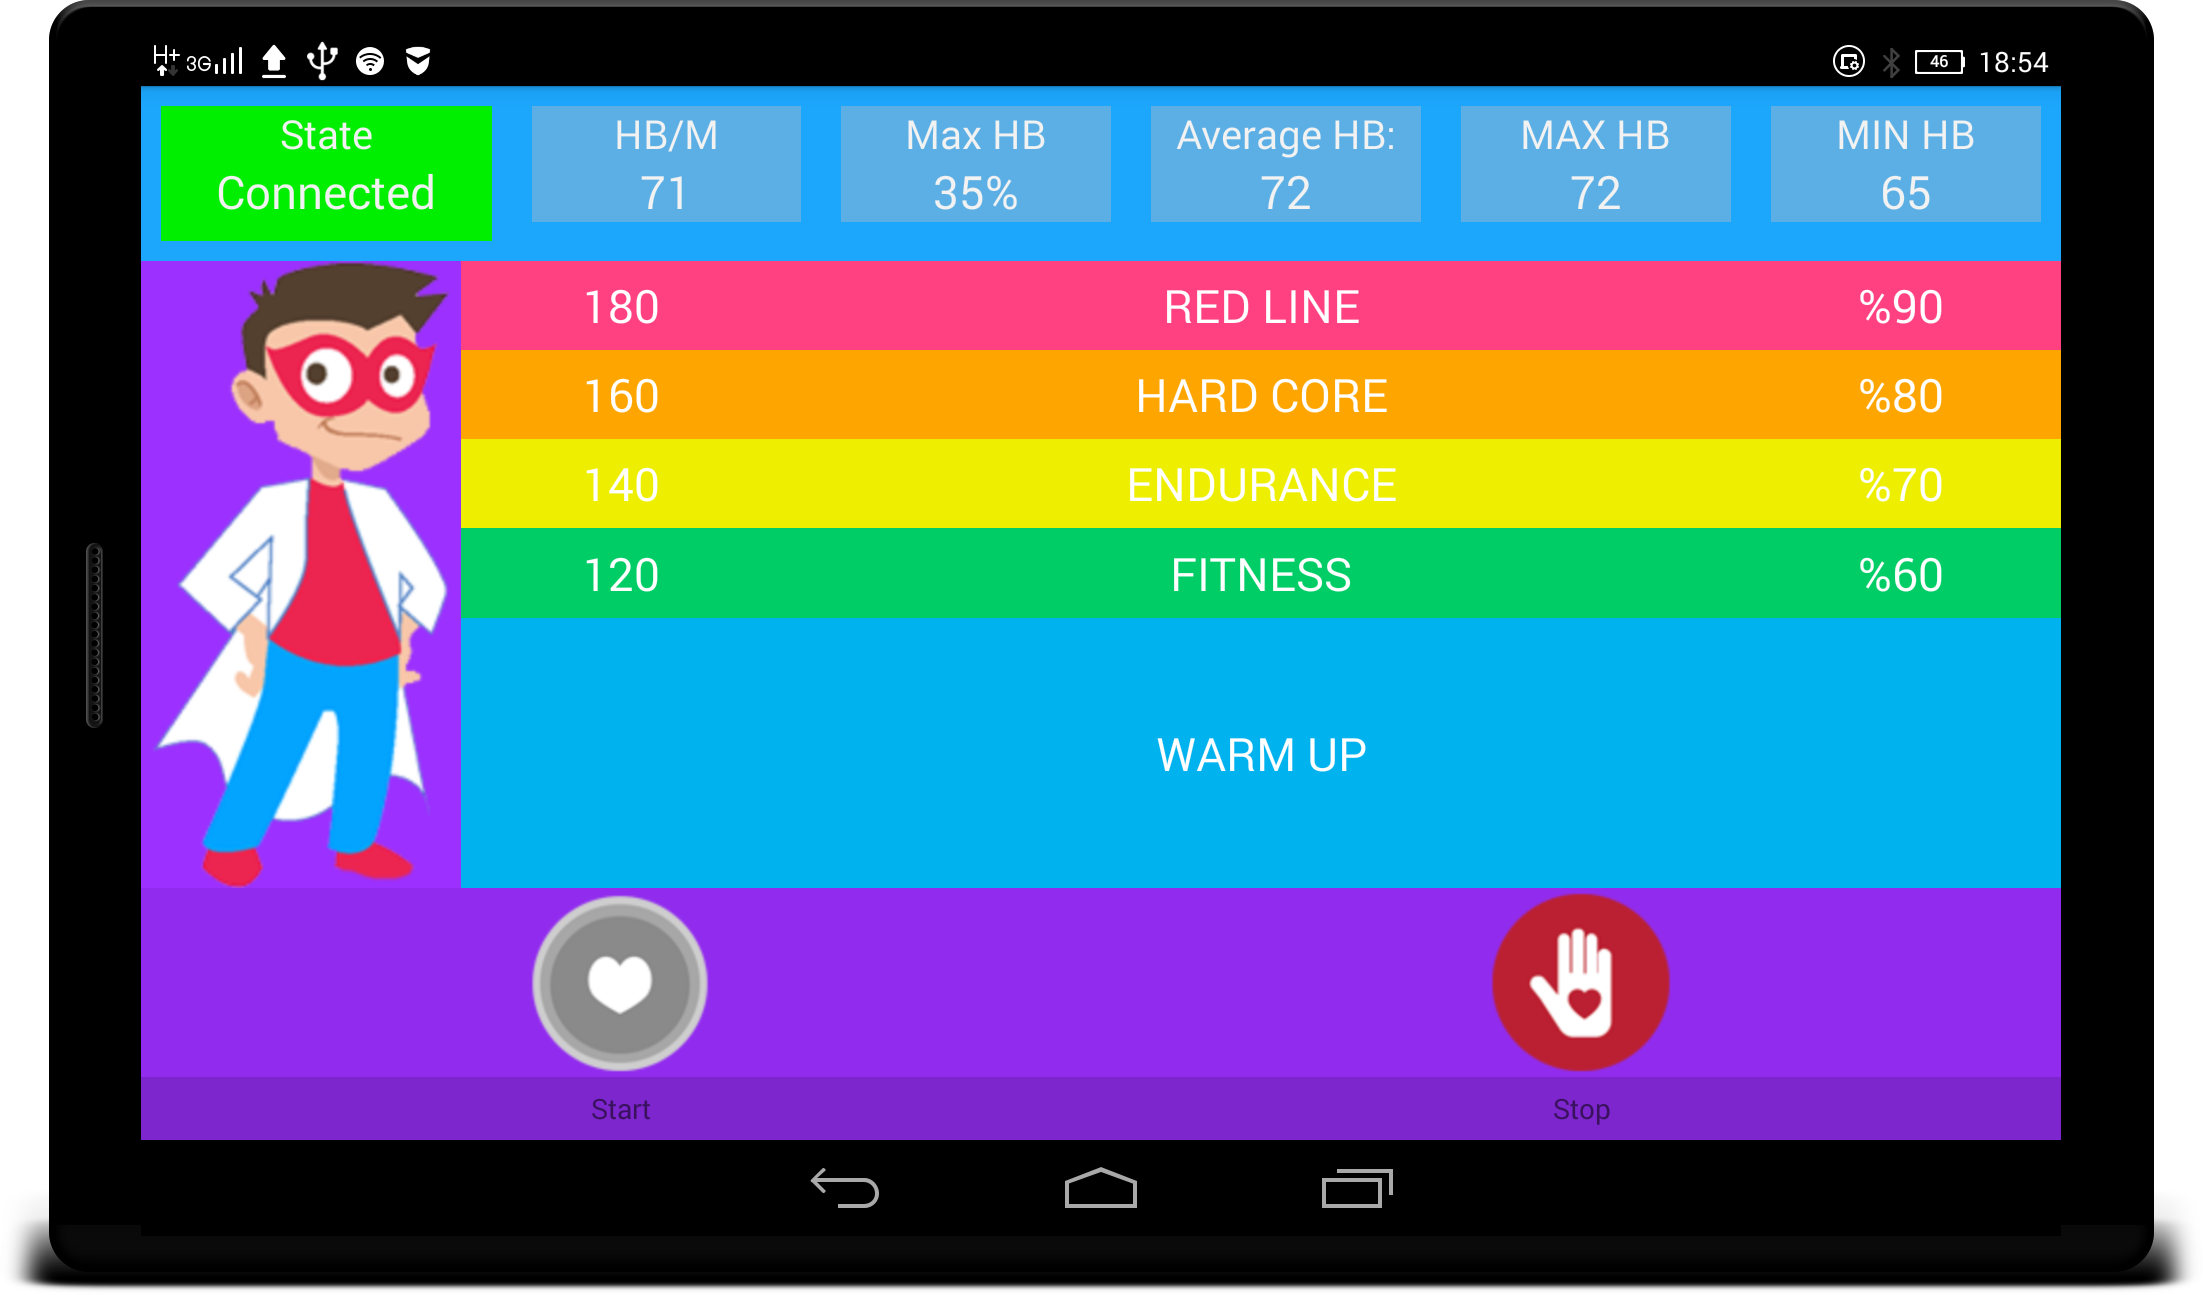 H+ 3G 46 18:54
State HB/M Max HB Average HB: MAX HB MIN HB
Connected 71 35% 72 72 65
180 RED LINE %90
160 HARD CORE %80
140 ENDURANCE %70
120 FITNESS %60
WARM UP
Start Stop